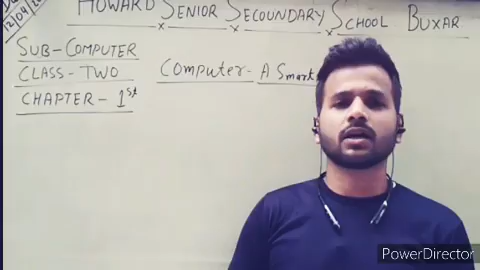 HOWARD SENIOR SECOUNDARY SCHOOL BUXAR
SUB-COMPUTER
CLASS-TWO
COMPUTER- A Smart
CHAPTER- 1st
PowerDirector